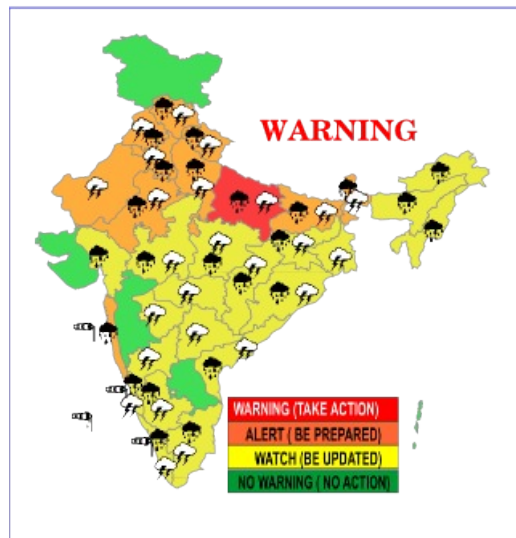 WARNING
WARNING (TAKE ACTION)
ALERT ( BE PREPARED)
WATCH (BE UPDATED)
NO WARNING ( NO ACTION)